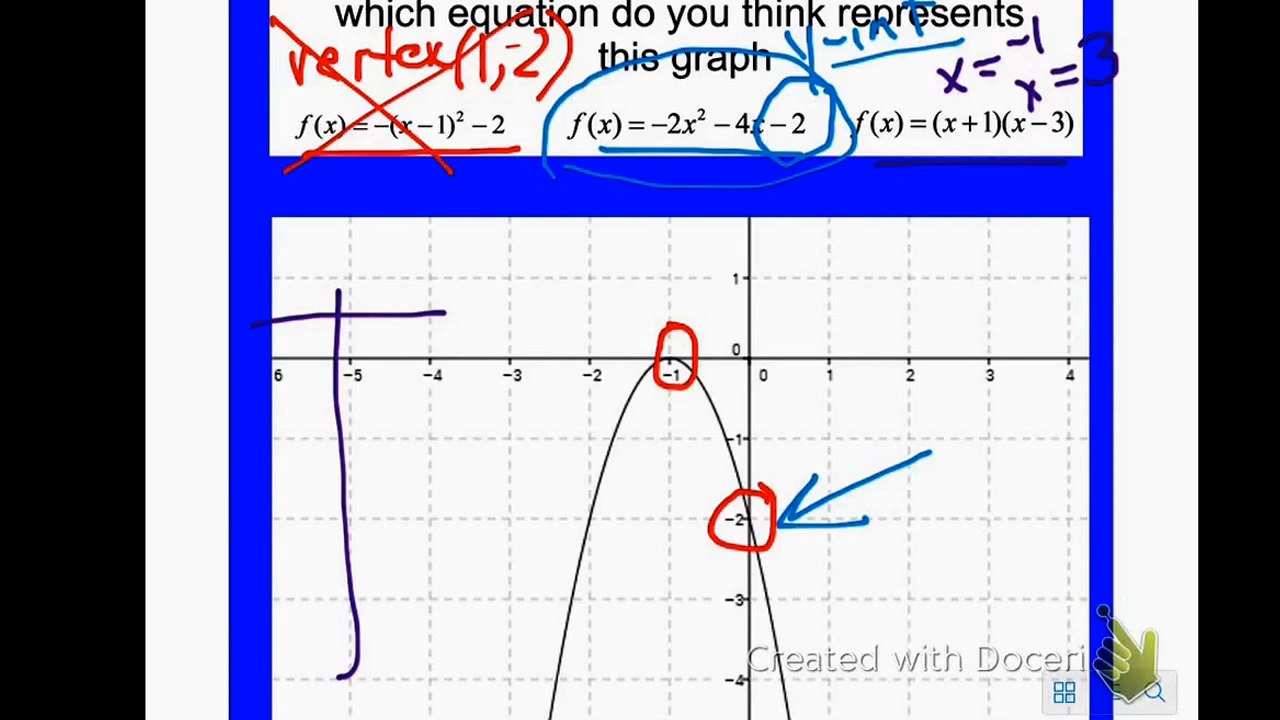 which equation do you think represents
this graph
vertex (1,-2)
y-int
x = -1
x = 3
f(x) = -(x-1)² - 2
f(x) = -2x² - 4x - 2
f(x) = (x+1)(x-3)
1
0
6 -5 -4 -3 -2 -1 0 1 2 3 4
-1
-2
-3
-4
Created with Doceri